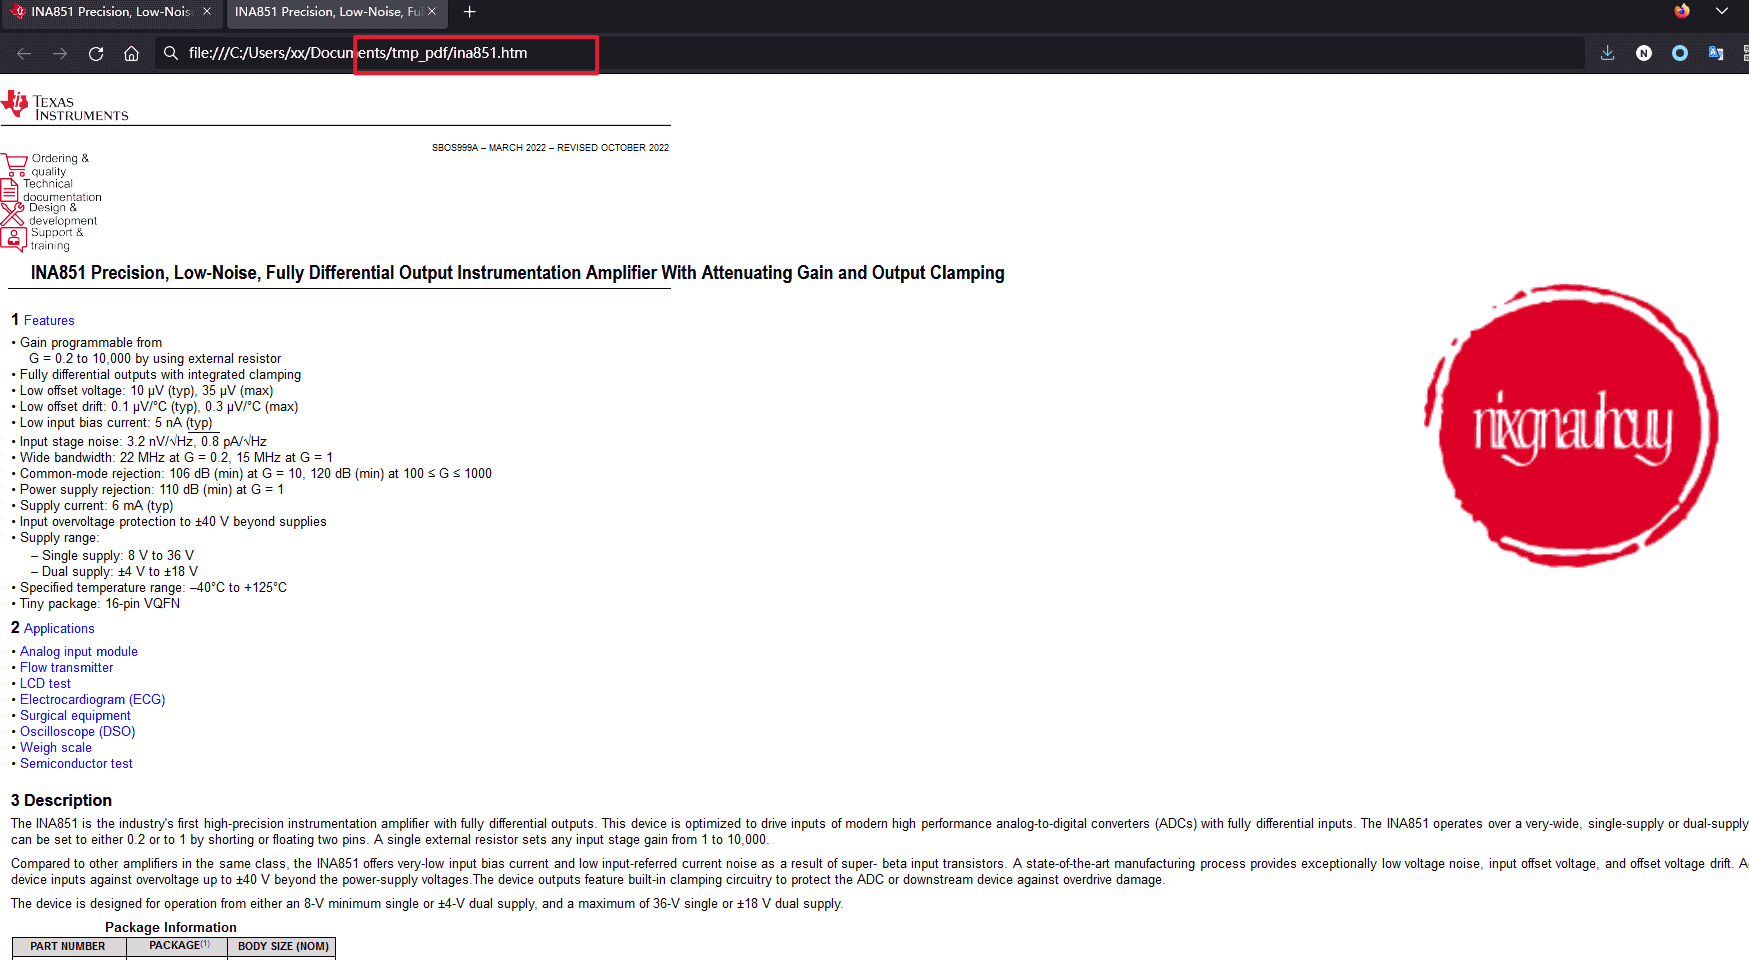 INA851 Precision, Low-Nois
INA851 Precision, Low-Noise, Fu
file:///C:/Users/xx/Documents/tmp_pdf/ina851.htm
N
TEXAS
INSTRUMENTS
SBOS999A – MARCH 2022 – REVISED OCTOBER 2022
Ordering &
quality
Technical
documentation
Design &
development
Support &
training
INA851 Precision, Low-Noise, Fully Differential Output Instrumentation Amplifier With Attenuating Gain and Output Clamping
1 Features
• Gain programmable from
G = 0.2 to 10,000 by using external resistor
• Fully differential outputs with integrated clamping
• Low offset voltage: 10 µV (typ), 35 µV (max)
• Low offset drift: 0.1 µV/°C (typ), 0.3 µV/°C (max)
• Low input bias current: 5 nA (typ)
• Input stage noise: 3.2 nV/√Hz, 0.8 pA/√Hz
• Wide bandwidth: 22 MHz at G = 0.2, 15 MHz at G = 1
• Common-mode rejection: 106 dB (min) at G = 10, 120 dB (min) at 100 ≤ G ≤ 1000
• Power supply rejection: 110 dB (min) at G = 1
• Supply current: 6 mA (typ)
• Input overvoltage protection to ±40 V beyond supplies
• Supply range:
– Single supply: 8 V to 36 V
– Dual supply: ±4 V to ±18 V
• Specified temperature range: –40°C to +125°C
• Tiny package: 16-pin VQFN
2 Applications
• Analog input module
• Flow transmitter
• LCD test
• Electrocardiogram (ECG)
• Surgical equipment
• Oscilloscope (DSO)
• Weigh scale
• Semiconductor test
3 Description
The INA851 is the industry's first high-precision instrumentation amplifier with fully differential outputs. This device is optimized to drive inputs of modern high performance analog-to-digital converters (ADCs) with fully differential inputs. The INA851 operates over a very-wide, single-supply or dual-supply
can be set to either 0.2 or to 1 by shorting or floating two pins. A single external resistor sets any input stage gain from 1 to 10,000.
Compared to other amplifiers in the same class, the INA851 offers very-low input bias current and low input-referred current noise as a result of super- beta input transistors. A state-of-the-art manufacturing process provides exceptionally low voltage noise, input offset voltage, and offset voltage drift. A
device inputs against overvoltage up to ±40 V beyond the power-supply voltages.The device outputs feature built-in clamping circuitry to protect the ADC or downstream device against overdrive damage.
The device is designed for operation from either an 8-V minimum single or ±4-V dual supply, and a maximum of 36-V single or ±18 V dual supply.
Package Information
PART NUMBER PACKAGE(1) BODY SIZE (NOM)